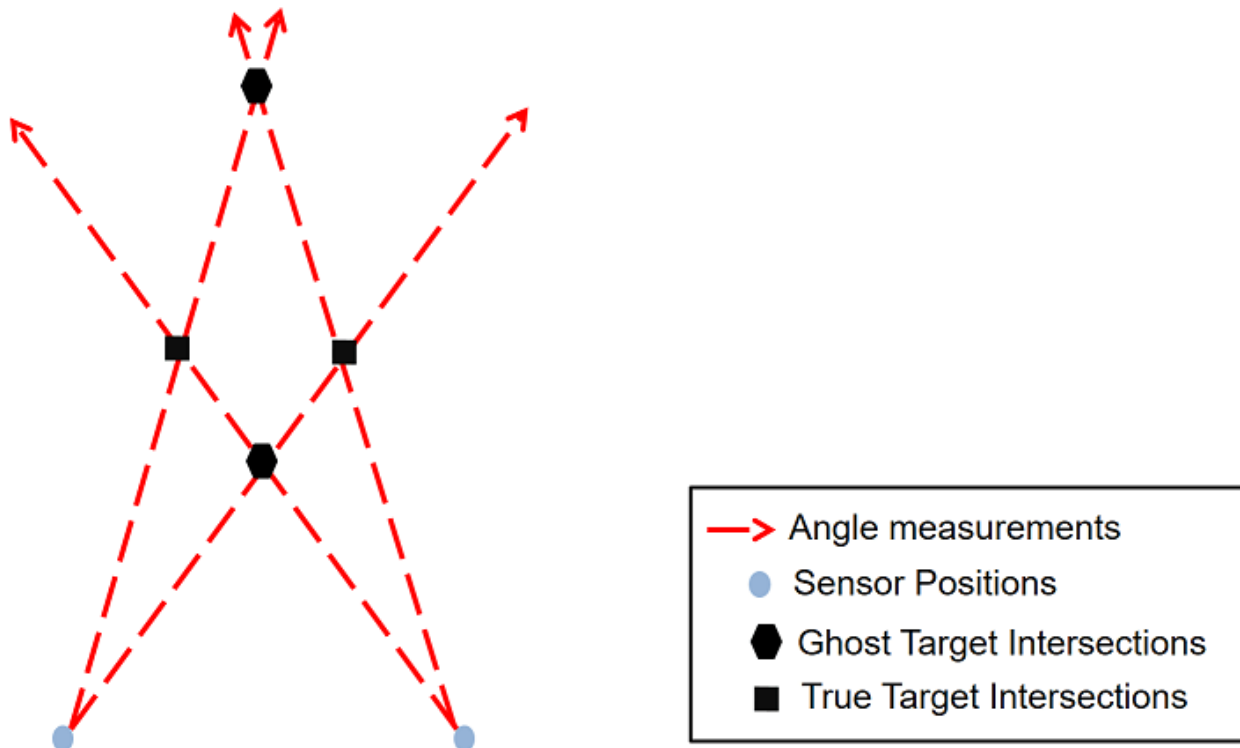 Angle measurements
Sensor Positions
Ghost Target Intersections
True Target Intersections